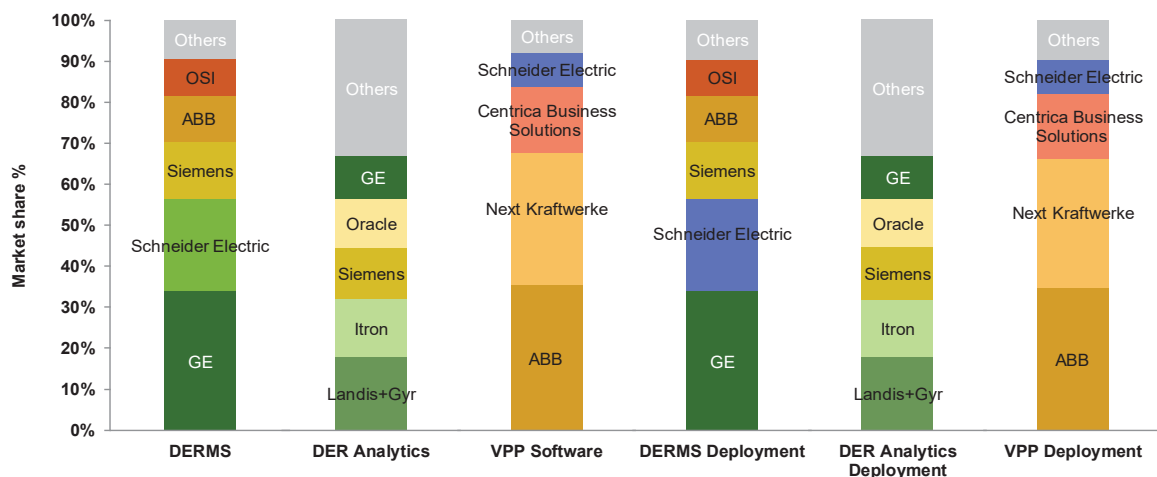 Market share %
100%
90%
80%
70%
60%
50%
40%
30%
20%
10%
0%
Others
OSI
ABB
Siemens
Schneider Electric
GE
DERMS
Others
GE
Oracle
Siemens
Itron
Landis+Gyr
DER Analytics
Others
Schneider Electric
Centrica Business
Solutions
Next Kraftwerke
ABB
VPP Software
Others
OSI
ABB
Siemens
Schneider Electric
GE
DERMS Deployment
Others
GE
Oracle
Siemens
Itron
Landis+Gyr
DER Analytics
Deployment
Others
Schneider Electric
Centrica Business
Solutions
Next Kraftwerke
ABB
VPP Deployment